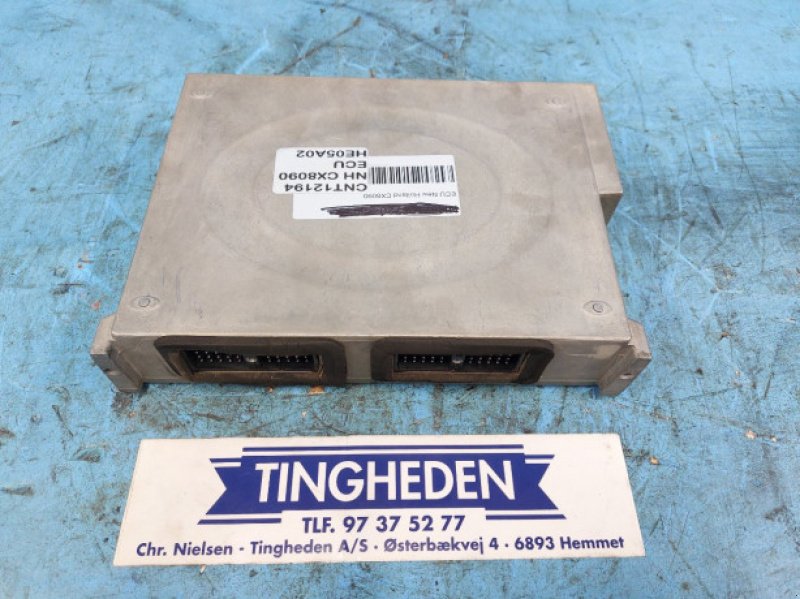 CNT12194
NH CX8090
ECU
HE05A02
ECU New Holland CX8090
TINGHEDEN
TLF. 97 37 52 77
Chr. Nielsen - Tingheden A/S - Østerbækvej 4 - 6893 Hemmet